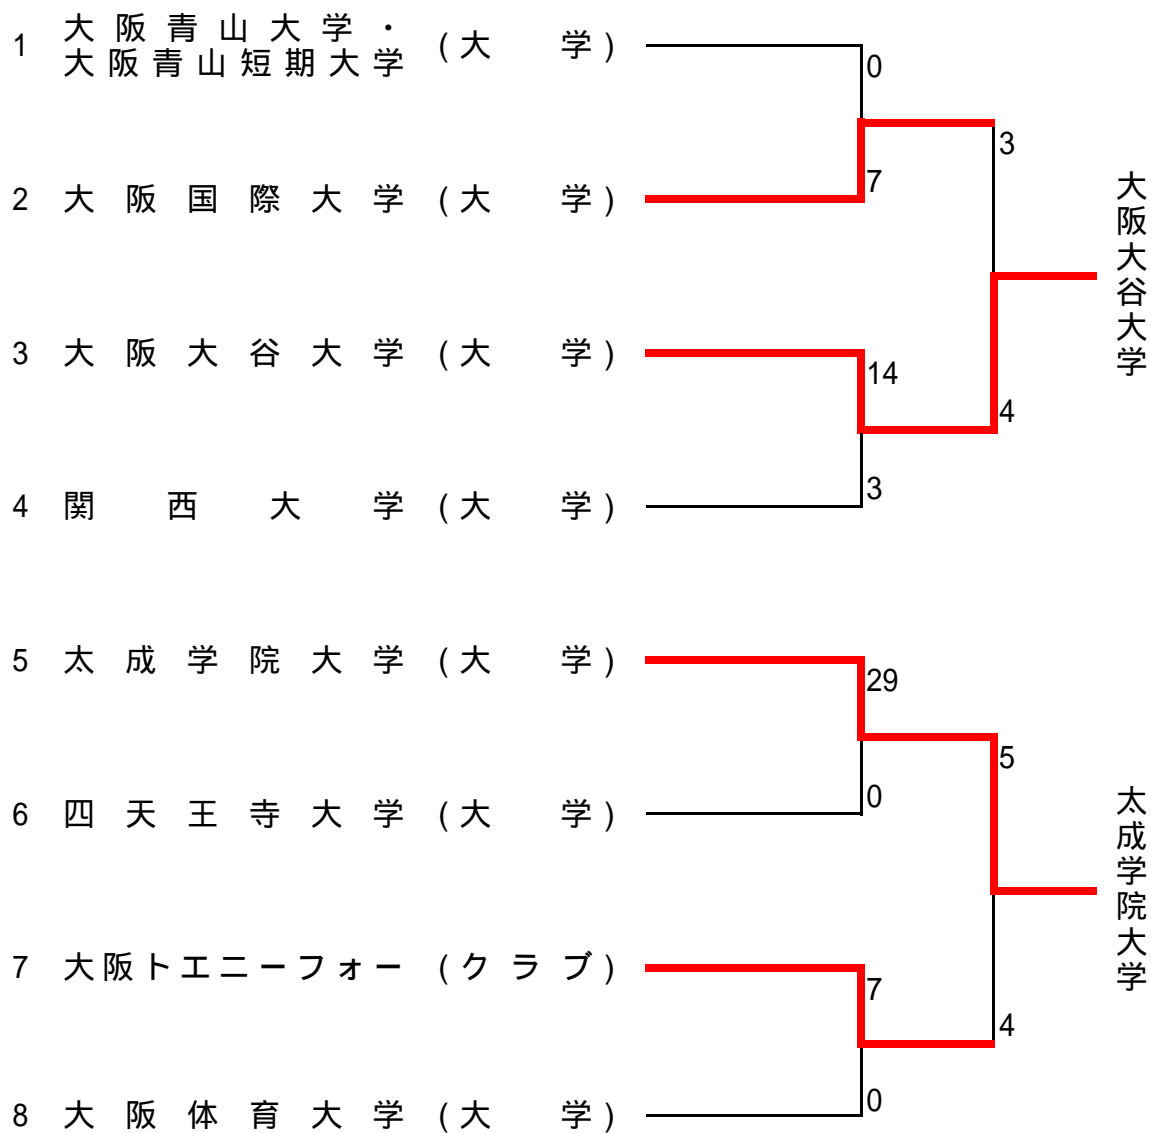 1 大阪青山大学・
大阪青山短期大学 (大 学)
0
3
2 大阪国際大学 (大 学)
7
大阪大谷大学
3 大阪大谷大学 (大 学)
14
4
4 関西大学 (大 学)
3
5 太成学院大学 (大 学)
29
5
6 四天王寺大学 (大 学)
0
太成学院大学
7 大阪トエニーフォー (クラブ)
7
4
8 大阪体育大学 (大 学)
0